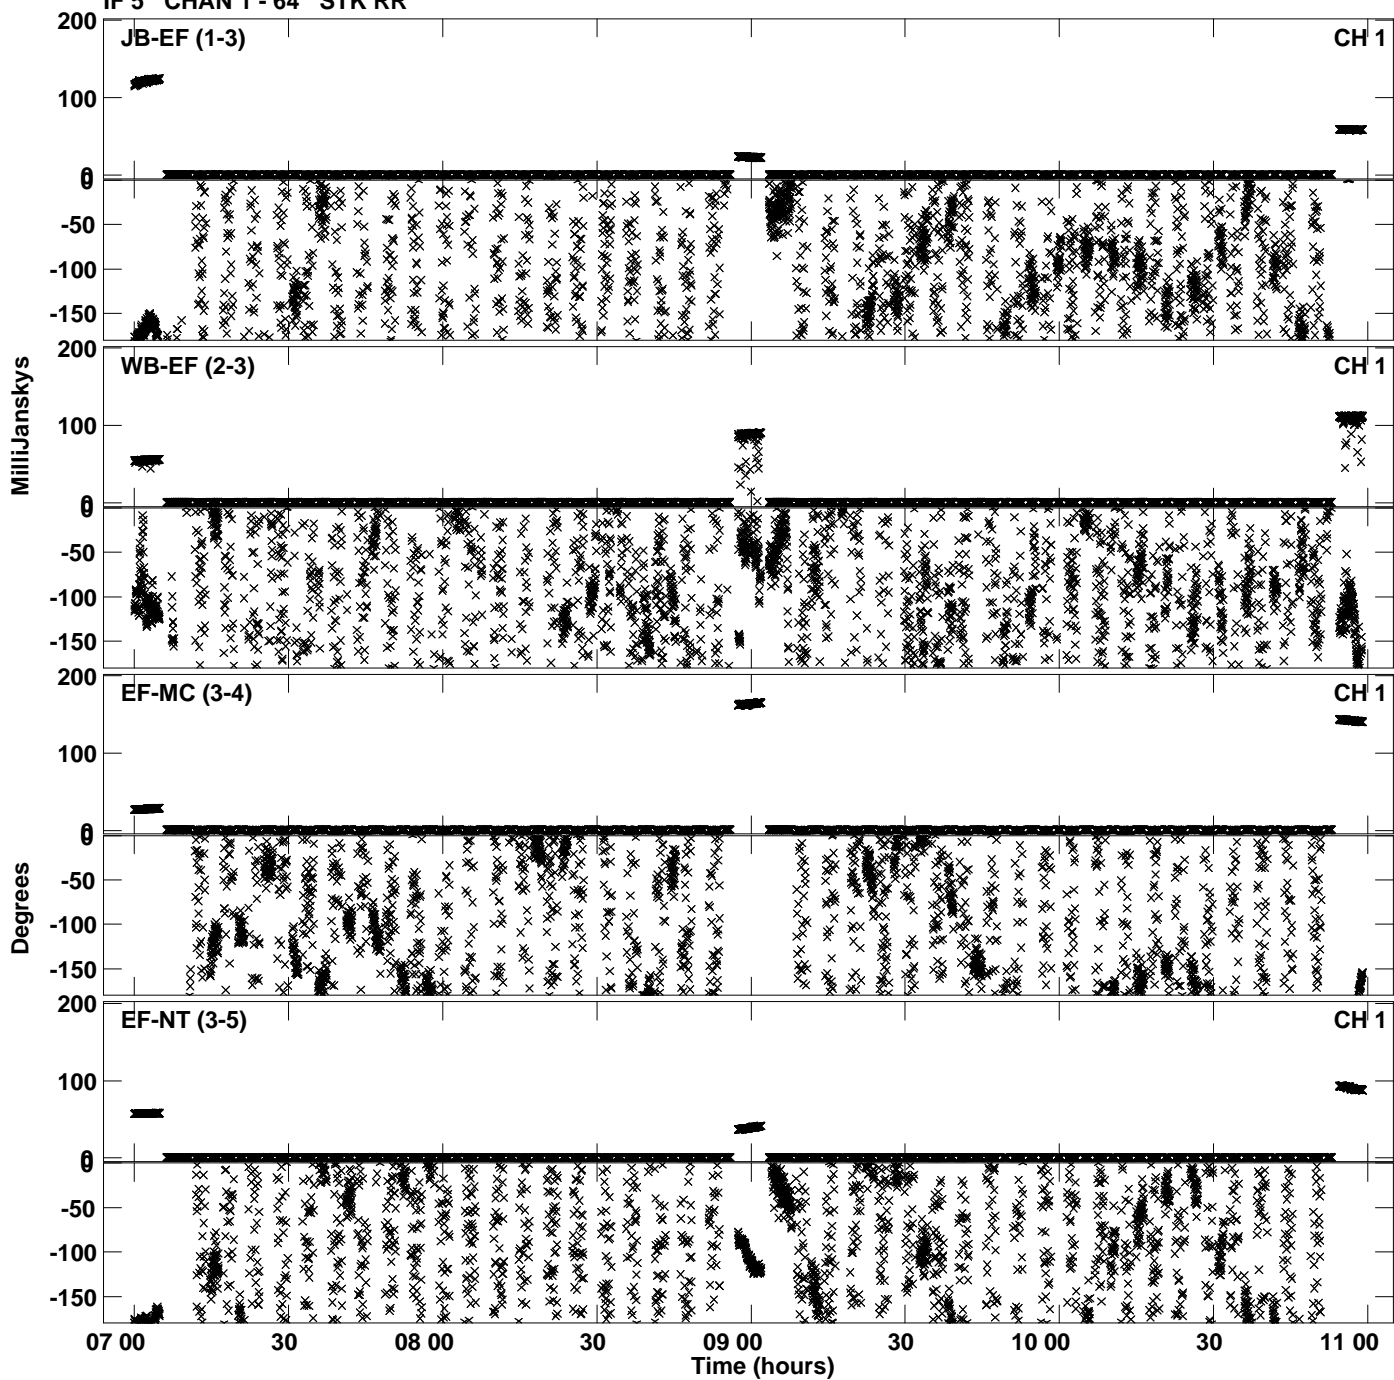 IF 5 CHAN 1 - 64 STK RR
200
JB-EF (1-3)
CH 1
100
0
0
-50
-100
-150
200
WB-EF (2-3)
CH 1
100
0
0
-50
-100
-150
MilliJanskys
200
EF-MC (3-4)
CH 1
100
0
0
-50
-100
-150
Degrees
200
EF-NT (3-5)
CH 1
100
0
0
-50
-100
-150
07 00 30 08 00 30 09 00 30 10 00 30 11 00
Time (hours)